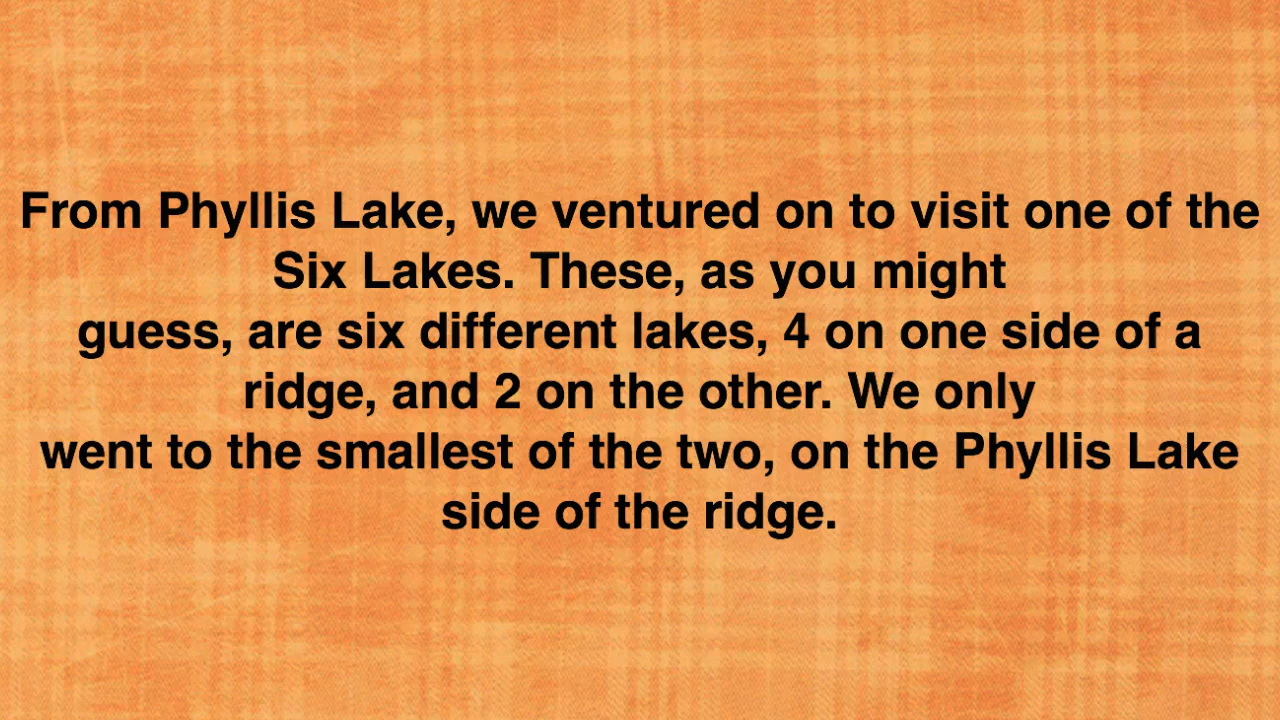 From Phyllis Lake, we ventured on to visit one of the
Six Lakes. These, as you might
guess, are six different lakes, 4 on one side of a
ridge, and 2 on the other. We only
went to the smallest of the two, on the Phyllis Lake
side of the ridge.